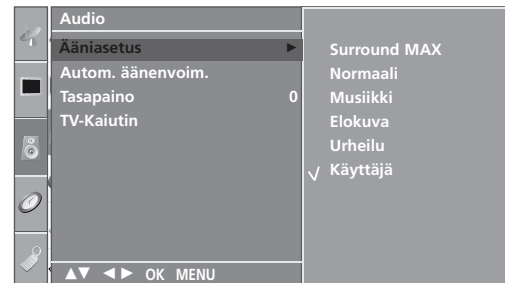 Audio
Ääniasetus ►
Autom. äänenvoim.
Tasapaino 0
TV-Kaiutin
▲▼ ◄► OK MENU
Surround MAX
Normaali
Musiikki
Elokuva
Urheilu
√ Käyttäjä